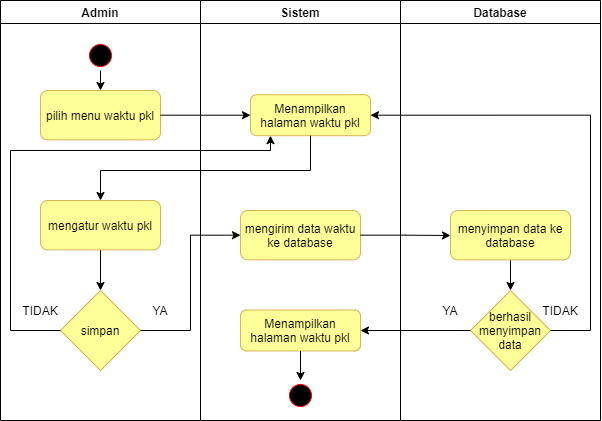 Admin
Sistem
Database
pilih menu waktu pkl
Menampilkan
halaman waktu pkl
mengatur waktu pkl
mengirim data waktu
ke database
menyimpan data ke
database
TIDAK
YA
simpan
Menampilkan
halaman waktu pkl
YA
TIDAK
berhasil
menyimpan
data